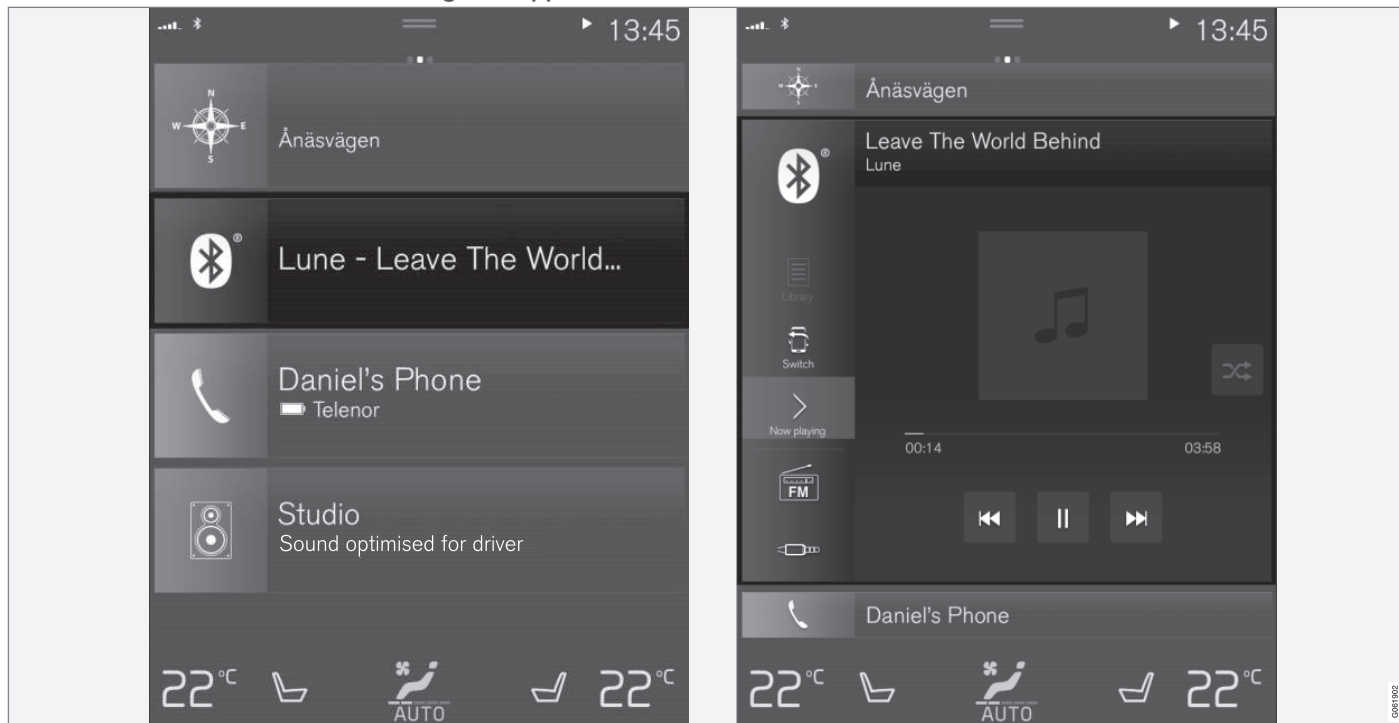 13:45
N
W E
S
Ånäsvägen
®
Lune - Leave The World...
Daniel's Phone
Telenor
Studio
Sound optimised for driver
22°C
AUTO
22°C
13:45
N
W E
S
Ånäsvägen
®
Leave The World Behind
Lune
Library
Switch
Now playing
00:14
03:58
FM
Daniel's Phone
22°C
AUTO
22°C
G061902